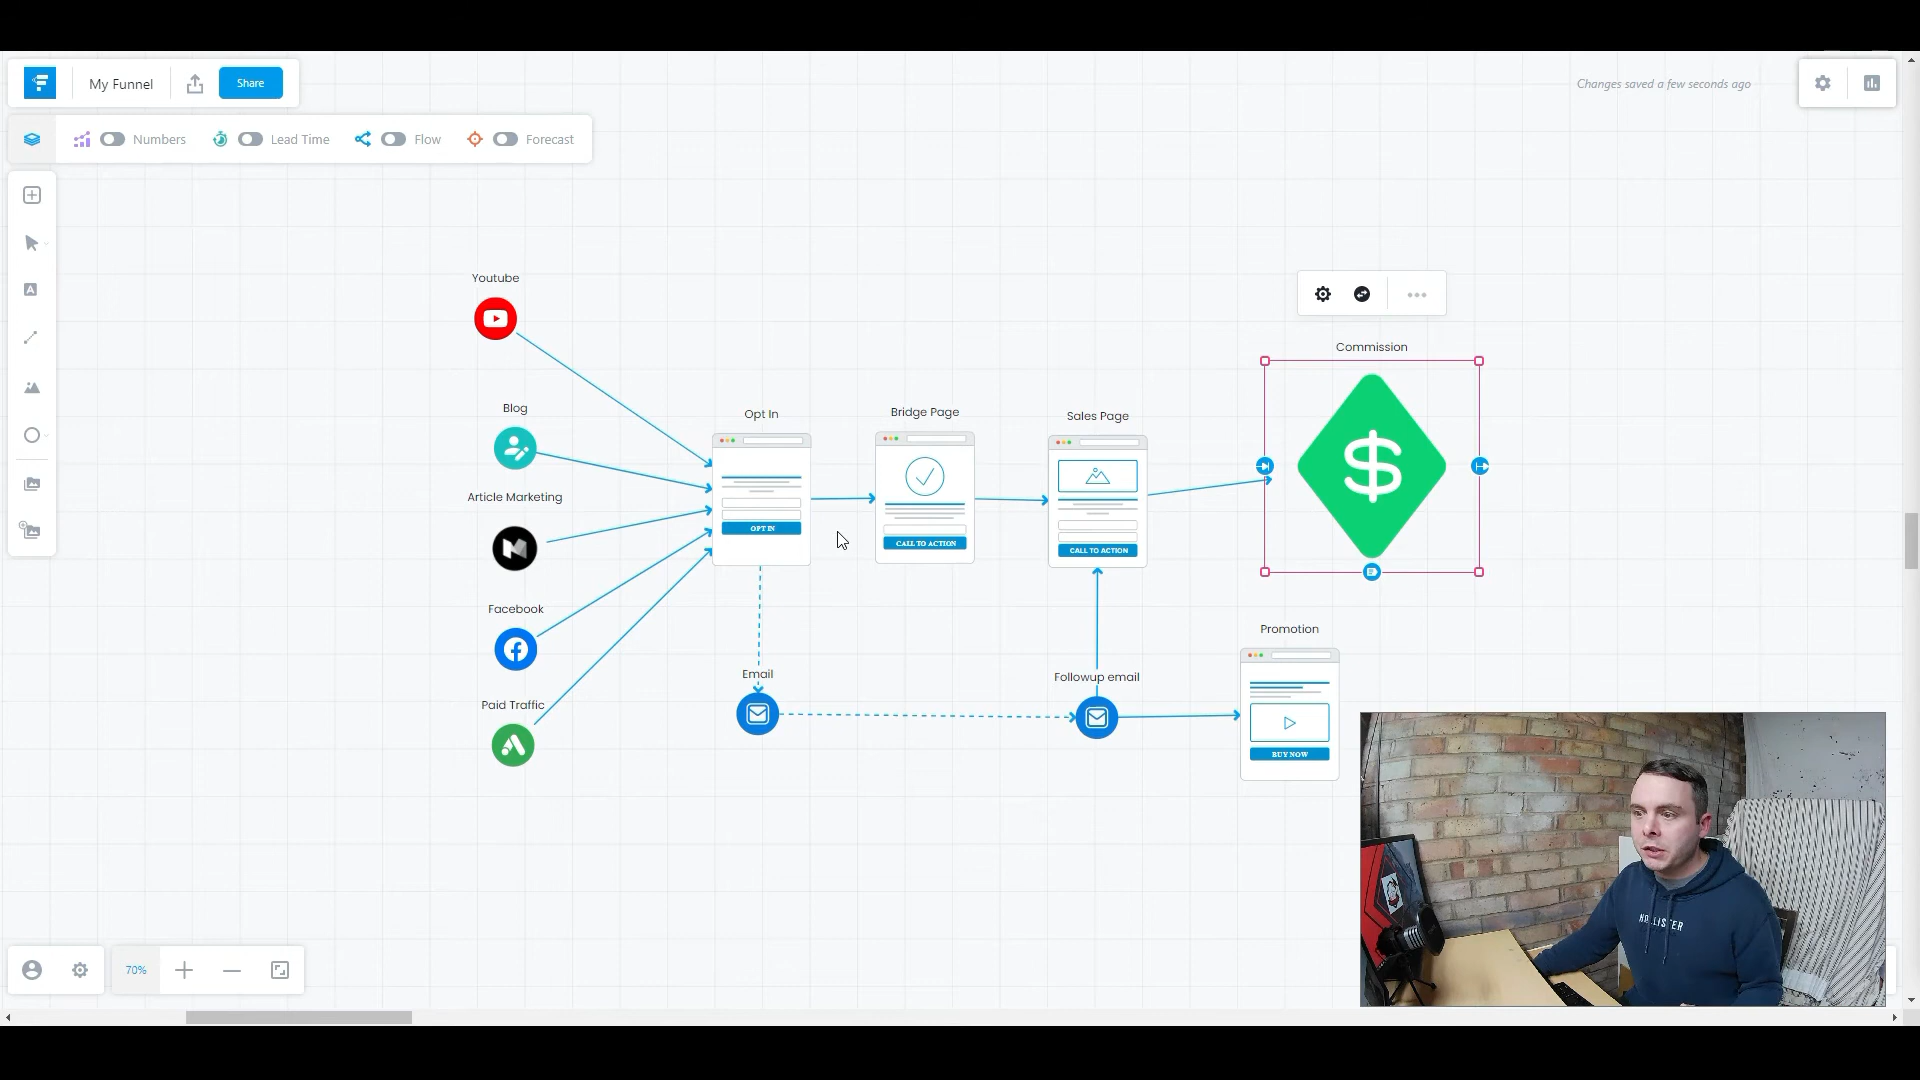 My Funnel
Share
Changes saved a few seconds ago
Numbers
Lead Time
Flow
Forecast
Youtube
Commission
Blog
Opt In
Bridge Page
Sales Page
Article Marketing
OPT IN
CALL TO ACTION
CALL TO ACTION
Facebook
Promotion
Email
Followup email
Paid Traffic
BUY NOW
70%